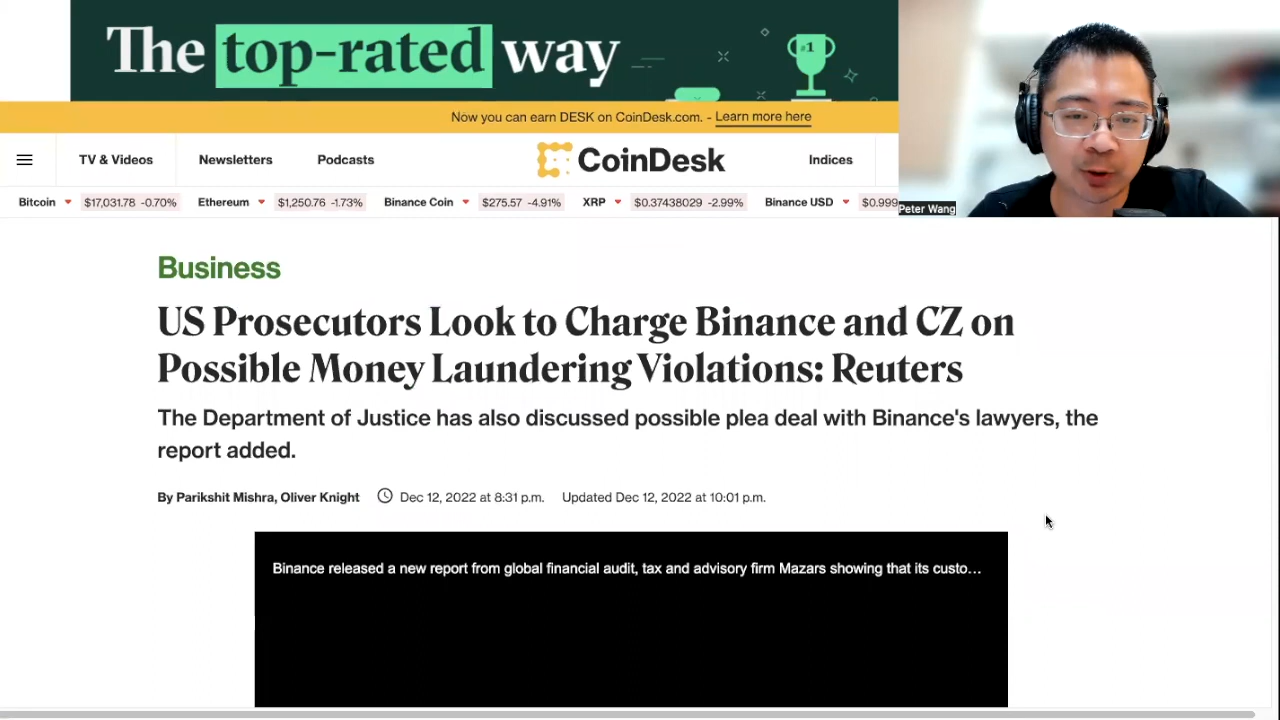 The top-rated way
#1
Now you can earn DESK on CoinDesk.com. - Learn more here
TV & Videos Newsletters Podcasts CoinDesk Indices
Bitcoin $17,031.78 -0.70% Ethereum $1,250.76 -1.73% Binance Coin $275.57 -4.91% XRP $0.37438029 -2.99% Binance USD $0.999
Peter Wang
Business
US Prosecutors Look to Charge Binance and CZ on
Possible Money Laundering Violations: Reuters
The Department of Justice has also discussed possible plea deal with Binance's lawyers, the
report added.
By Parikshit Mishra, Oliver Knight Dec 12, 2022 at 8:31 p.m. Updated Dec 12, 2022 at 10:01 p.m.
Binance released a new report from global financial audit, tax and advisory firm Mazars showing that its custo…